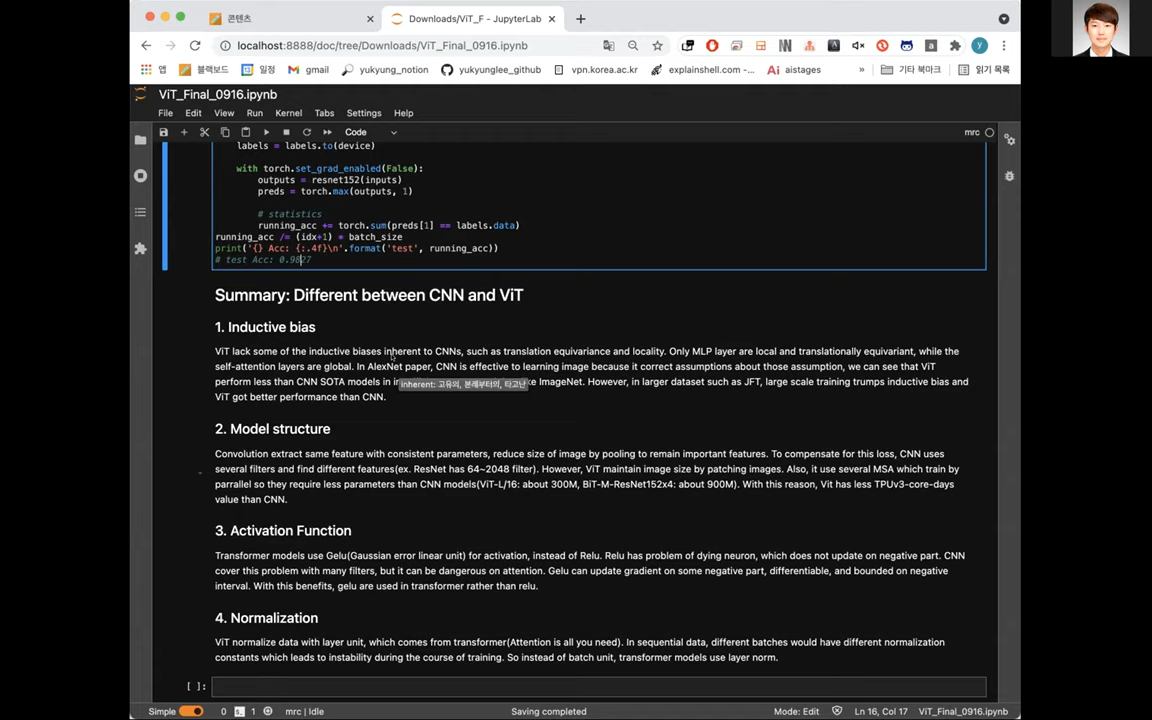 콘텐츠
Downloads/ViT_F - JupyterLab
localhost:8888/doc/tree/Downloads/ViT_Final_0916.ipynb
앱 블랙보드 일정 gmail yukyung_notion yukyunglee_github vpn.korea.ac.kr explainshell.com -... aistages » 기타 북마크 읽기 목록
ViT_Final_0916.ipynb
File Edit View Run Kernel Tabs Settings Help
Code mrc
labels = labels.to(device)
with torch.set_grad_enabled(False):
outputs = resnet152(inputs)
preds = torch.max(outputs, 1)
# statistics
running_acc += torch.sum(preds[1] == labels.data)
running_acc /= (idx+1) * batch_size
print('{} Acc: {:.4f}\n'.format('test', running_acc))
# test Acc: 0.9827
Summary: Different between CNN and ViT
1. Inductive bias
ViT lack some of the inductive biases inherent to CNNs, such as translation equivariance and locality. Only MLP layer are local and translationally equivariant, while the
self-attention layers are global. In AlexNet paper, CNN is effective to learning image because it correct assumptions about those assumption, we can see that ViT
perform less than CNN SOTA models in in ke ImageNet. However, in larger dataset such as JFT, large scale training trumps inductive bias and
inherent: 고유의, 본래부터의, 타고난
ViT got better performance than CNN.
2. Model structure
Convolution extract same feature with consistent parameters, reduce size of image by pooling to remain important features. To compensate for this loss, CNN uses
several filters and find different features(ex. ResNet has 64~2048 filter). However, ViT maintain image size by patching images. Also, it use several MSA which train by
parrallel so they require less parameters than CNN models(ViT-L/16: about 300M, BiT-M-ResNet152x4: about 900M). With this reason, Vit has less TPUv3-core-days
value than CNN.
3. Activation Function
Transformer models use Gelu(Gaussian error linear unit) for activation, instead of Relu. Relu has problem of dying neuron, which does not update on negative part. CNN
cover this problem with many filters, but it can be dangerous on attention. Gelu can update gradient on some negative part, differentiable, and bounded on negative
interval. With this benefits, gelu are used in transformer rather than relu.
4. Normalization
ViT normalize data with layer unit, which comes from transformer(Attention is all you need). In sequential data, different batches would have different normalization
constants which leads to instability during the course of training. So instead of batch unit, transformer models use layer norm.
[ ]:
Simple 0 1 mrc | Idle Saving completed Mode: Edit Ln 16, Col 17 ViT_Final_0916.ipynb